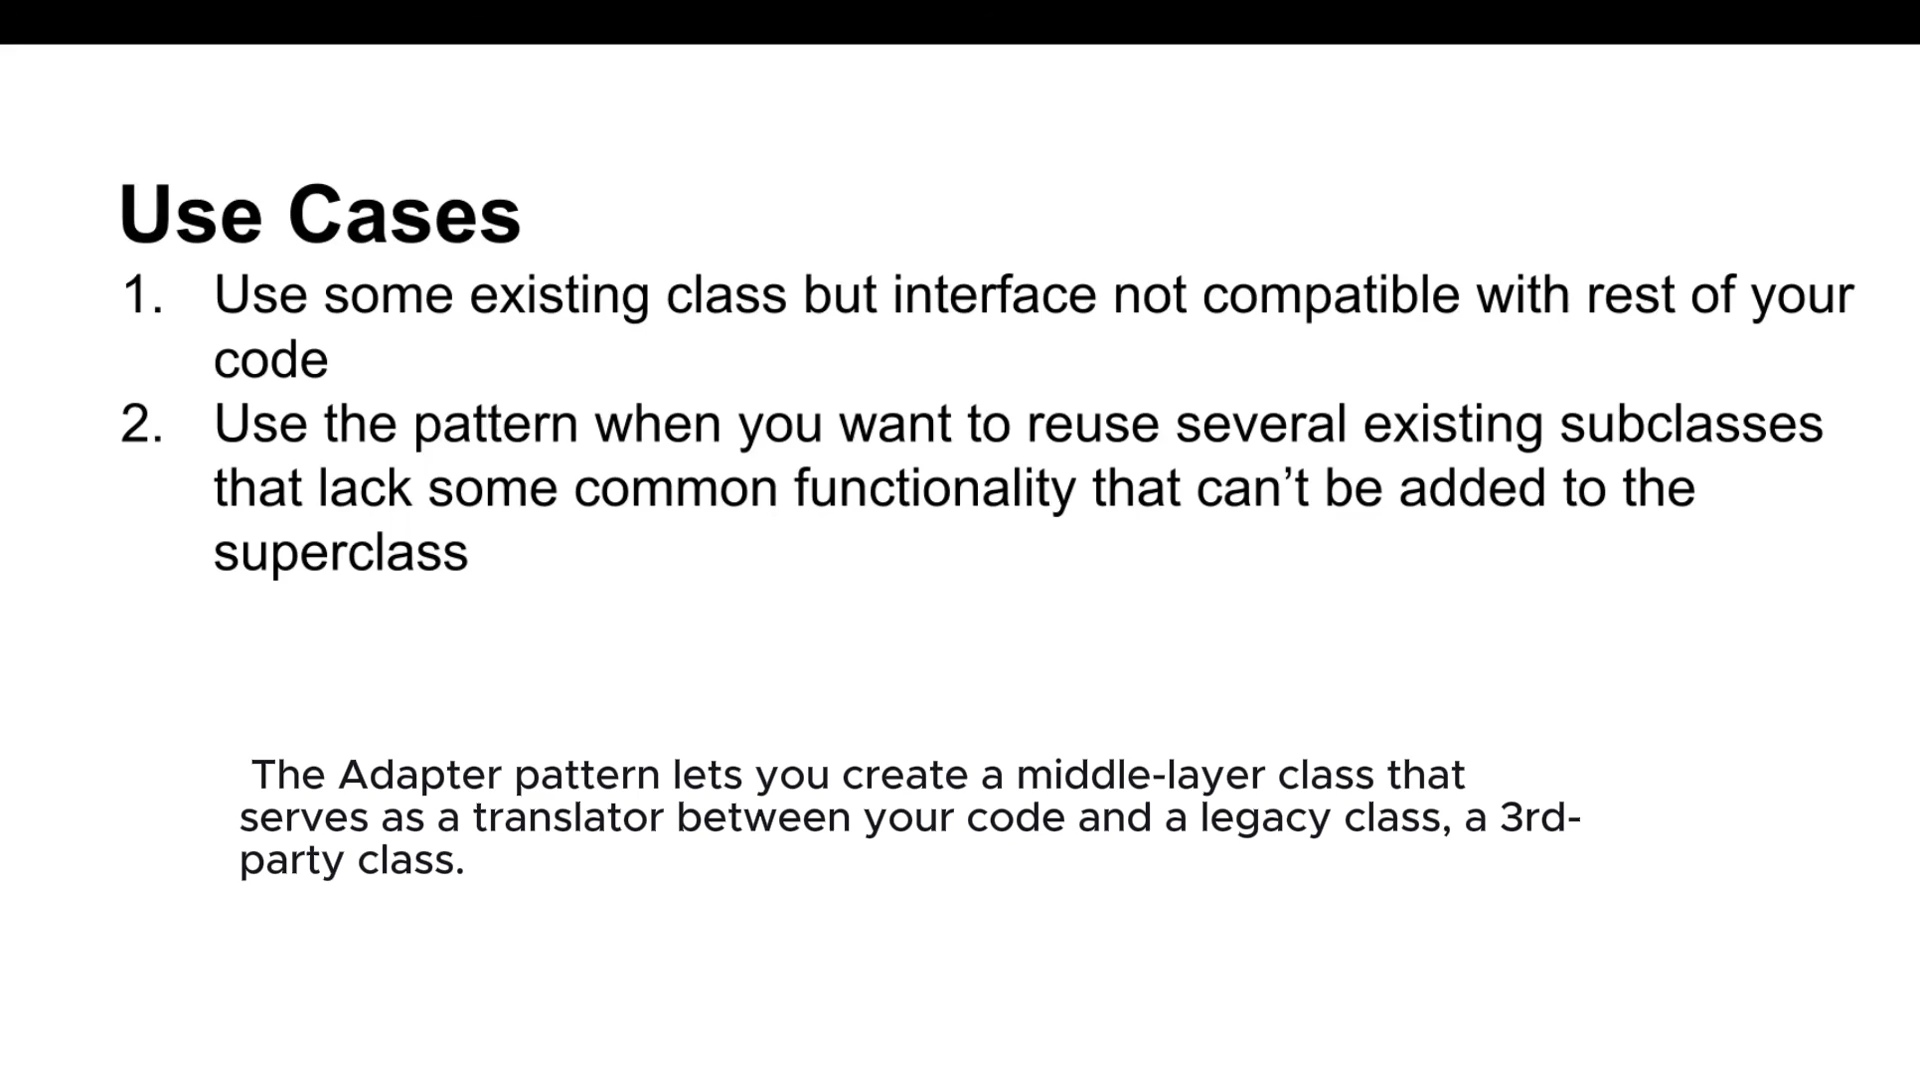 Use Cases
1. Use some existing class but interface not compatible with rest of your
code
2. Use the pattern when you want to reuse several existing subclasses
that lack some common functionality that can’t be added to the
superclass
The Adapter pattern lets you create a middle-layer class that
serves as a translator between your code and a legacy class, a 3rd-
party class.